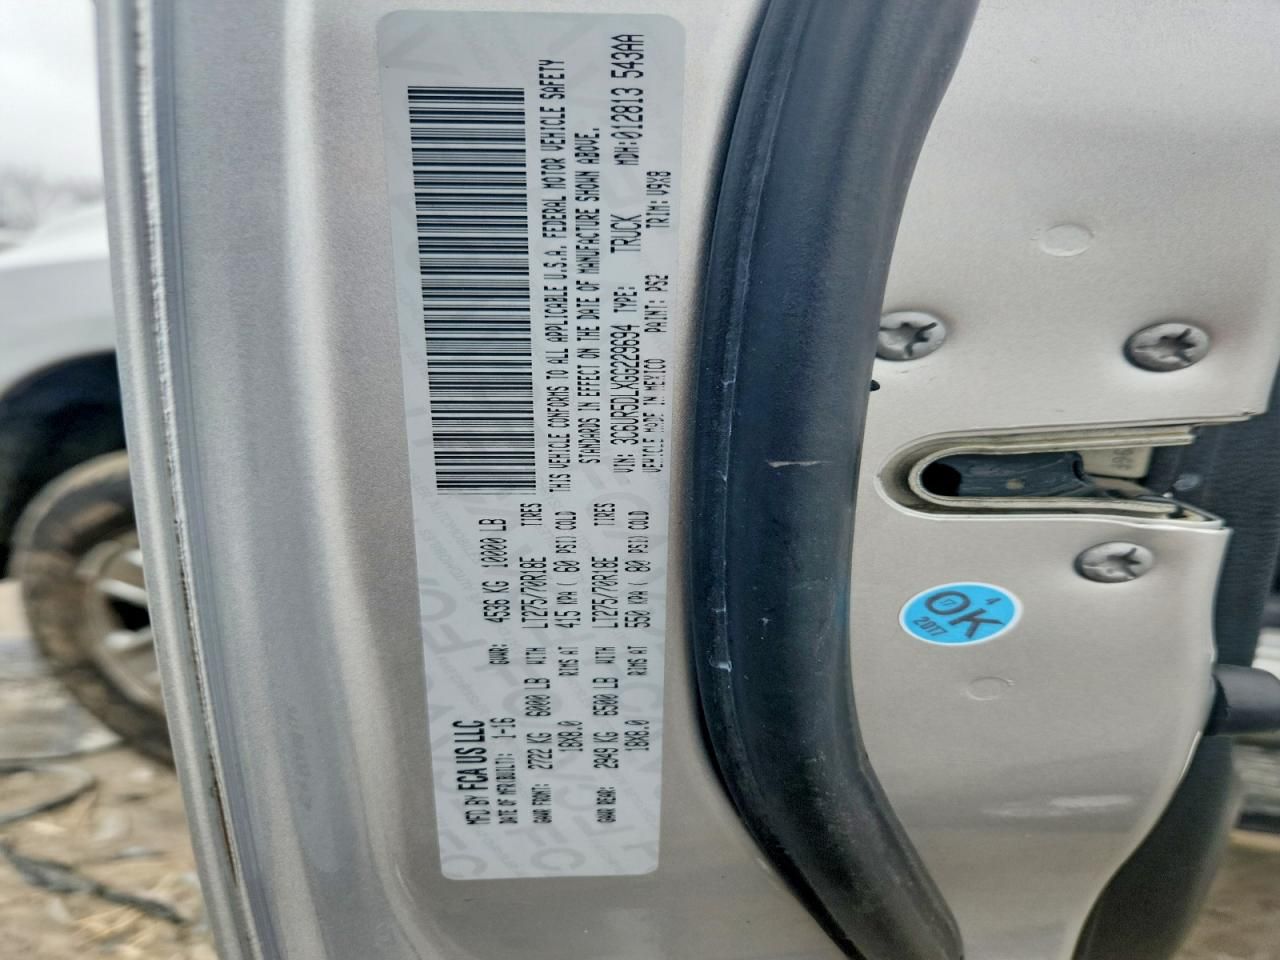 MFD BY FCA US LLC
DATE OF MFR(BUILT): 1-16 GVWR: 4536 KG 10000 LB
GAWR FRONT: 2722 KG 6000 LB WITH LT275/70R18E TIRES
18X8.0 RIMS AT 415 KPA ( 60 PSI) COLD
GAWR REAR: 2949 KG 6500 LB WITH LT275/70R18E TIRES
18X8.0 RIMS AT 550 KPA ( 80 PSI) COLD
THIS VEHICLE CONFORMS TO ALL APPLICABLE U.S.A. FEDERAL MOTOR VEHICLE SAFETY
STANDARDS IN EFFECT ON THE DATE OF MANUFACTURE SHOWN ABOVE.
VIN: 3C6UR5DLXGG229694 TYPE: TRUCK MDH:012813 543AA
VEHICLE MADE IN MEXICO PAINT: PS2 TRIM: V9X8
4
17
OK
2017